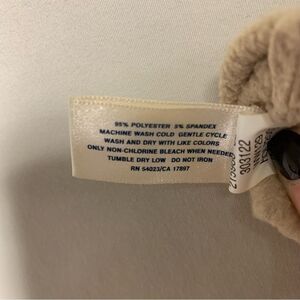 95% POLYESTER 5% SPANDEX
MACHINE WASH COLD GENTLE CYCLE
WASH AND DRY WITH LIKE COLORS
ONLY NON-CHLORINE BLEACH WHEN NEEDED
TUMBLE DRY LOW DO NOT IRON
RN 54023/CA 17897
303122